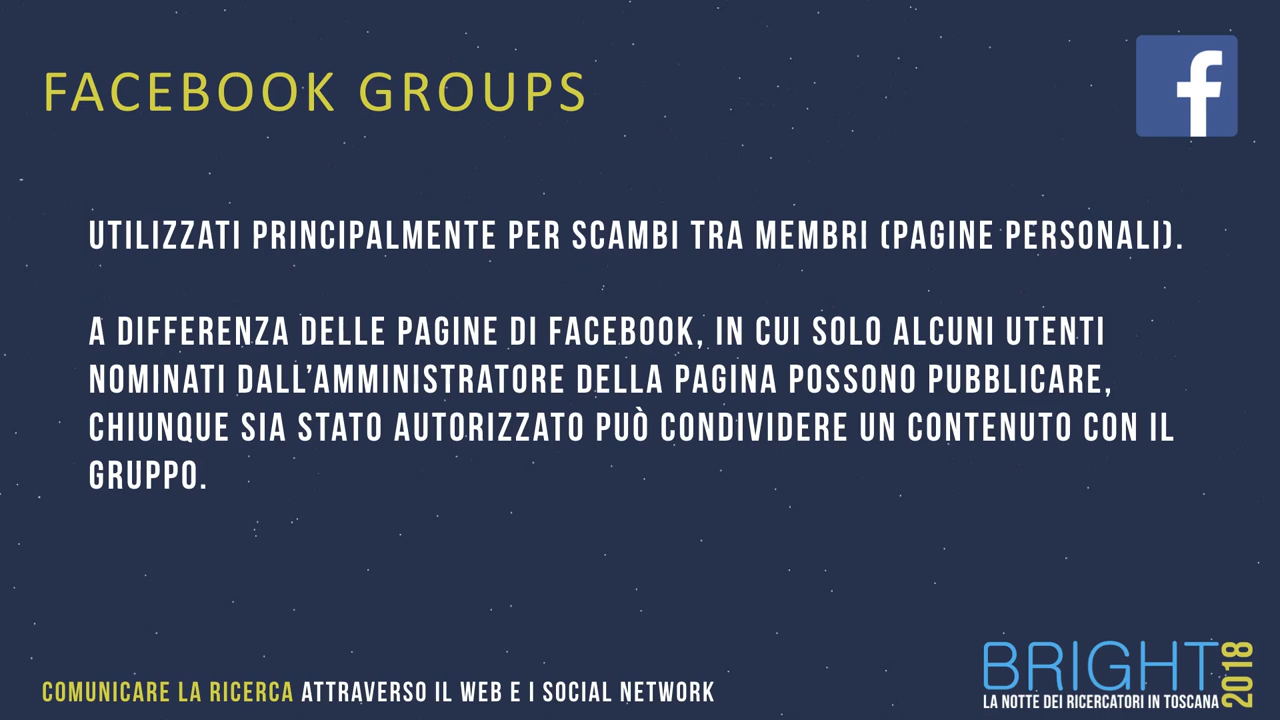 FACEBOOK GROUPS
f
UTILIZZATI PRINCIPALMENTE PER SCAMBI TRA MEMBRI (PAGINE PERSONALI).
A DIFFERENZA DELLE PAGINE DI FACEBOOK, IN CUI SOLO ALCUNI UTENTI
NOMINATI DALL’AMMINISTRATORE DELLA PAGINA POSSONO PUBBLICARE,
CHIUNQUE SIA STATO AUTORIZZATO PUÒ CONDIVIDERE UN CONTENUTO CON IL
GRUPPO.
COMUNICARE LA RICERCA ATTRAVERSO IL WEB E I SOCIAL NETWORK
BRIGHT 2018
LA NOTTE DEI RICERCATORI IN TOSCANA